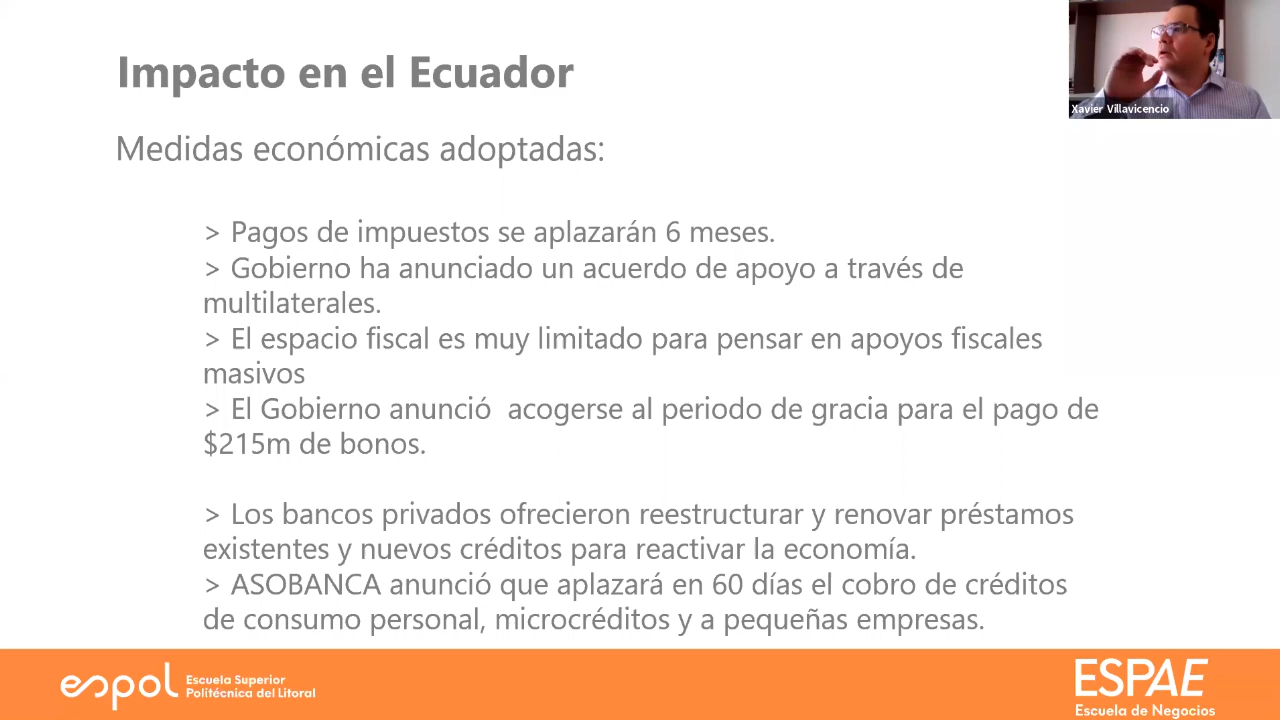 Impacto en el Ecuador
Xavier Villavicencio
Medidas económicas adoptadas:
> Pagos de impuestos se aplazarán 6 meses.
> Gobierno ha anunciado un acuerdo de apoyo a través de
multilaterales.
> El espacio fiscal es muy limitado para pensar en apoyos fiscales
masivos
> El Gobierno anunció  acogerse al periodo de gracia para el pago de
$215m de bonos.
> Los bancos privados ofrecieron reestructurar y renovar préstamos
existentes y nuevos créditos para reactivar la economía.
> ASOBANCA anunció que aplazará en 60 días el cobro de créditos
de consumo personal, microcréditos y a pequeñas empresas.
espol
Escuela Superior
Politécnica del Litoral
ESPAE
Escuela de Negocios